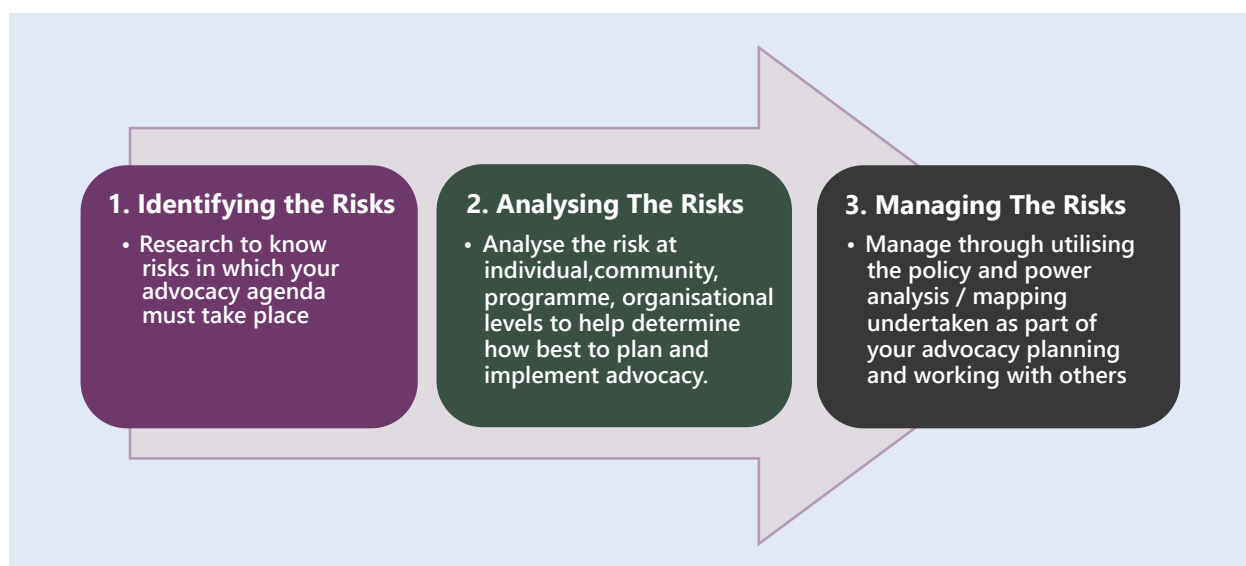 1. Identifying the Risks
• Research to know
risks in which your
advocacy agenda
must take place
2. Analysing The Risks
• Analyse the risk at
individual,community,
programme, organisational
levels to help determine
how best to plan and
implement advocacy.
3. Managing The Risks
• Manage through utilising
the policy and power
analysis / mapping
undertaken as part of
your advocacy planning
and working with others